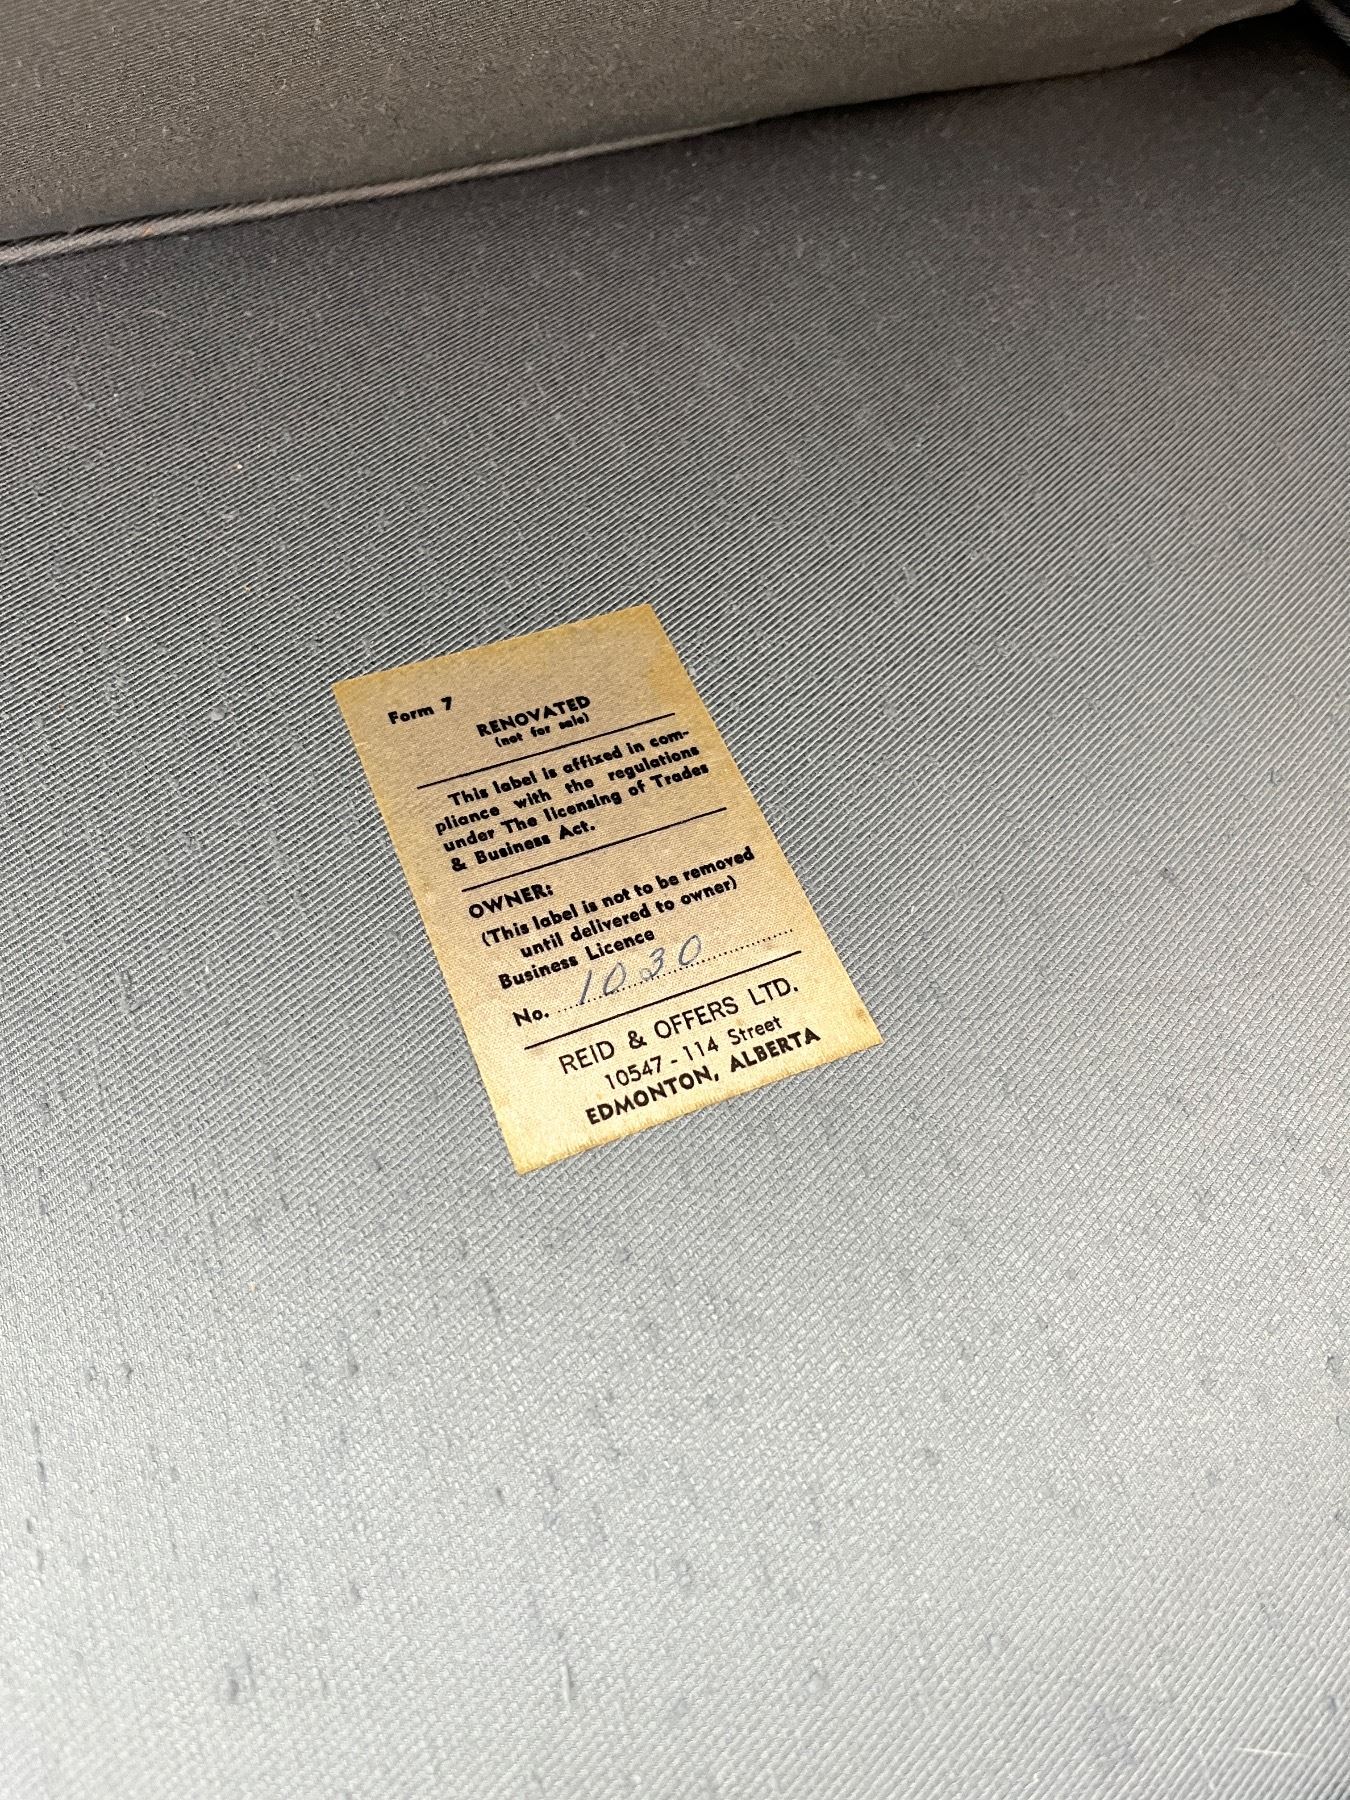 Form 7
RENOVATED
(not for sale)
This label is affixed in com-
pliance with the regulations
under The licensing of Trades
& Business Act.
OWNER:
(This label is not to be removed
until delivered to owner)
Business Licence
No. 1030
REID & OFFERS LTD.
10547 - 114 Street
EDMONTON, ALBERTA